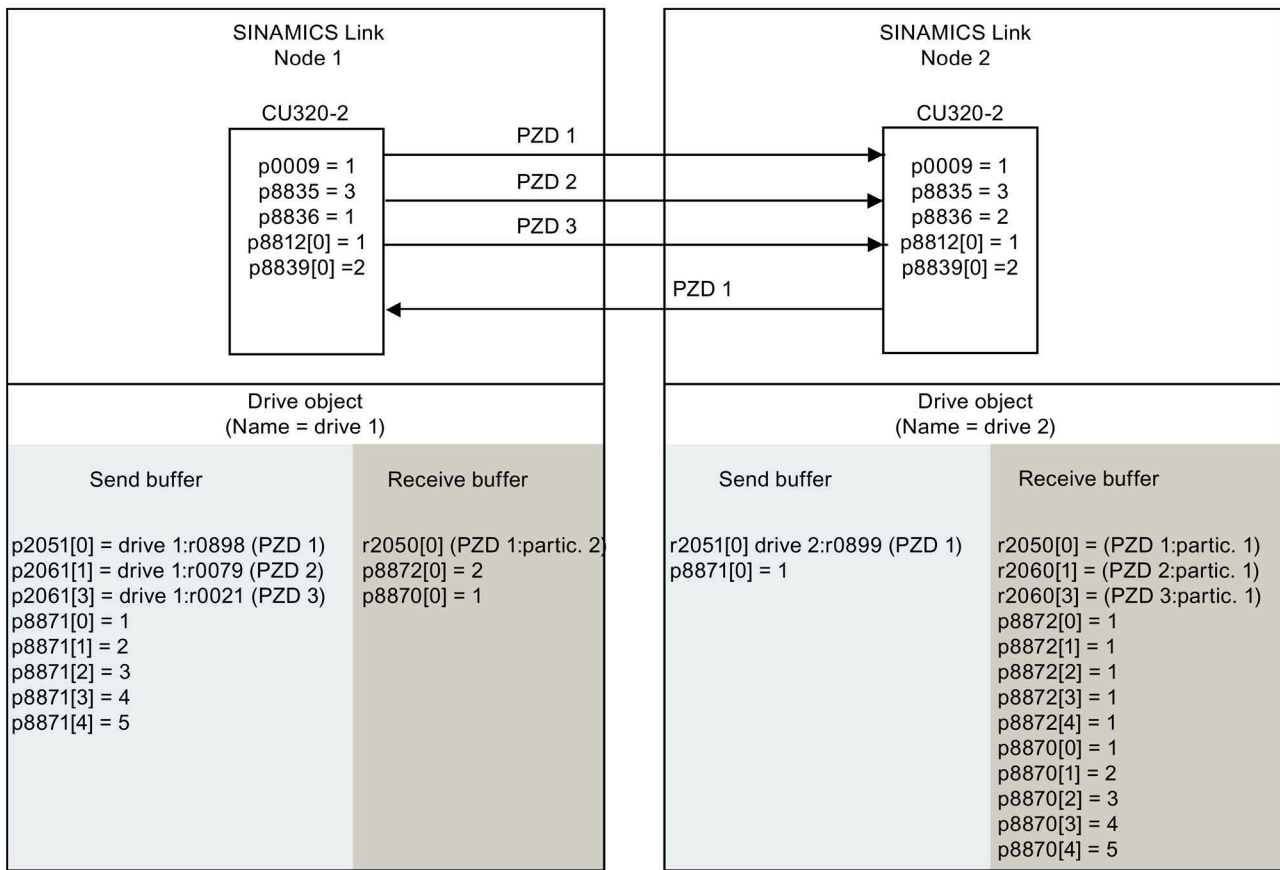 SINAMICS Link
Node 1
CU320-2
p0009 = 1
p8835 = 3
p8836 = 1
p8812[0] = 1
p8839[0] =2
PZD 1
PZD 2
PZD 3
PZD 1
SINAMICS Link
Node 2
CU320-2
p0009 = 1
p8835 = 3
p8836 = 2
p8812[0] = 1
p8839[0] =2
Drive object
(Name = drive 1)
Send buffer
p2051[0] = drive 1:r0898 (PZD 1)
p2061[1] = drive 1:r0079 (PZD 2)
p2061[3] = drive 1:r0021 (PZD 3)
p8871[0] = 1
p8871[1] = 2
p8871[2] = 3
p8871[3] = 4
p8871[4] = 5
Receive buffer
r2050[0] (PZD 1:partic. 2)
p8872[0] = 2
p8870[0] = 1
Drive object
(Name = drive 2)
Send buffer
r2051[0] drive 2:r0899 (PZD 1)
p8871[0] = 1
Receive buffer
r2050[0] = (PZD 1:partic. 1)
r2060[1] = (PZD 2:partic. 1)
r2060[3] = (PZD 3:partic. 1)
p8872[0] = 1
p8872[1] = 1
p8872[2] = 1
p8872[3] = 1
p8872[4] = 1
p8870[0] = 1
p8870[1] = 2
p8870[2] = 3
p8870[3] = 4
p8870[4] = 5